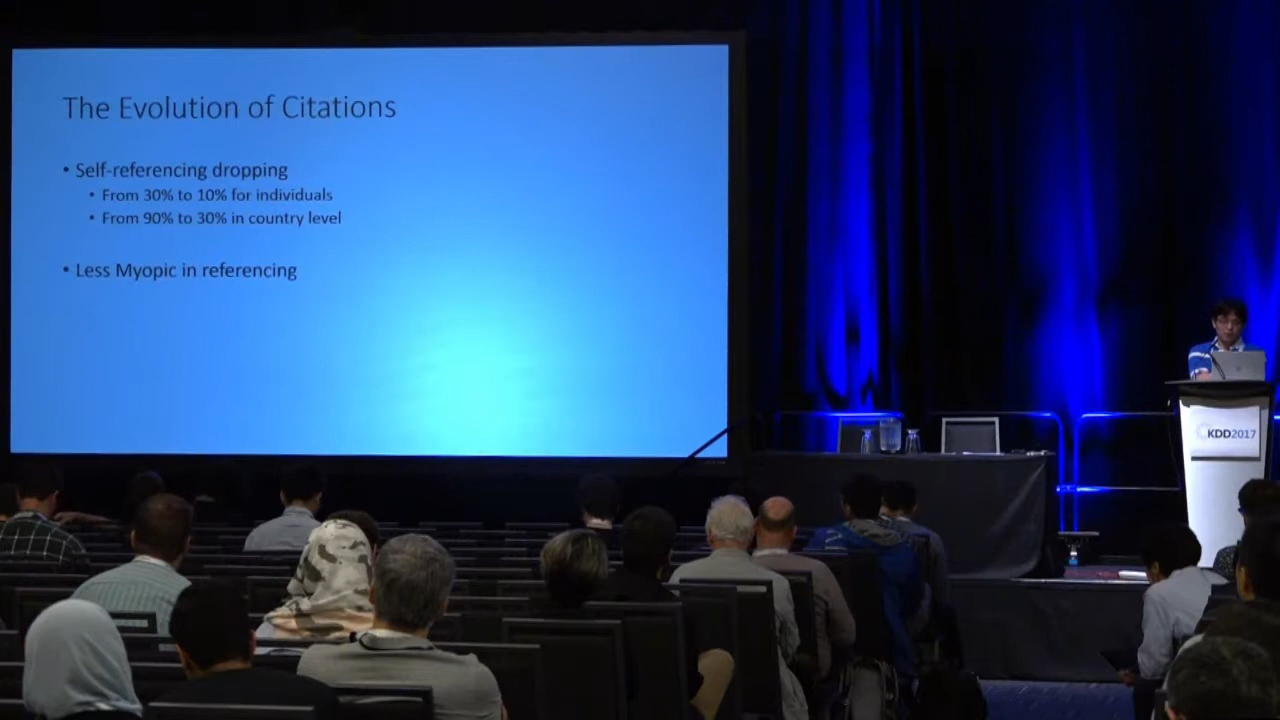 The Evolution of Citations
• Self-referencing dropping
• From 30% to 10% for individuals
• From 90% to 30% in country level
• Less Myopic in referencing
KDD2017